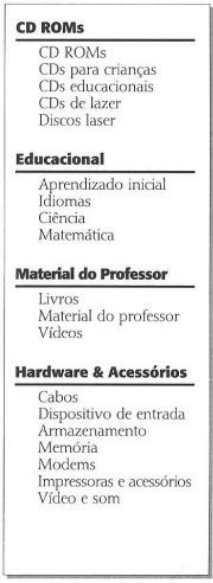 CD ROMs
CD ROMs
CDs para crianças
CDs educacionais
CDs de lazer
Discos laser
Educacional
Aprendizado inicial
Idiomas
Ciência
Matemática
Material do Professor
Livros
Material do professor
Vídeos
Hardware & Acessórios
Cabos
Dispositivo de entrada
Armazenamento
Memória
Modems
Impressoras e acessórios
Vídeo e som